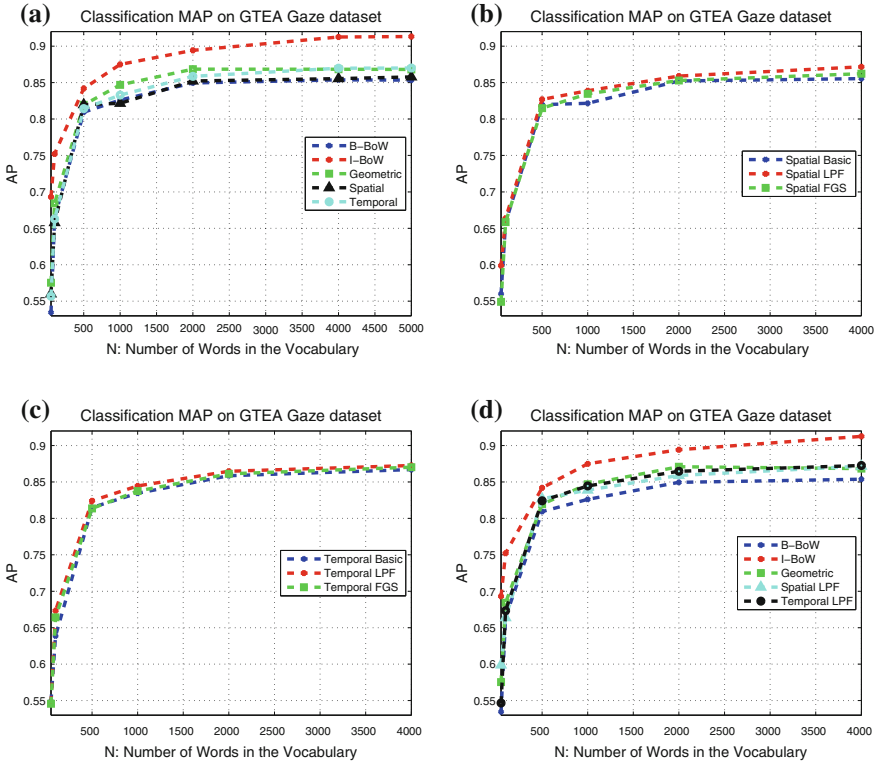 (a)
Classification MAP on GTEA Gaze dataset
0.9
0.85
0.8
0.75
0.7
0.65
0.6
0.55
AP
B–BoW
I–BoW
Geometric
Spatial
Temporal
500 1000 1500 2000 2500 3000 3500 4000 4500 5000
N: Number of Words in the Vocabulary
(b)
Classification MAP on GTEA Gaze dataset
0.9
0.85
0.8
0.75
0.7
0.65
0.6
0.55
AP
Spatial Basic
Spatial LPF
Spatial FGS
500 1000 1500 2000 2500 3000 3500 4000
N: Number of Words in the Vocabulary
(c)
Classification MAP on GTEA Gaze dataset
0.9
0.85
0.8
0.75
0.7
0.65
0.6
0.55
AP
Temporal Basic
Temporal LPF
Temporal FGS
500 1000 1500 2000 2500 3000 3500 4000
N: Number of Words in the Vocabulary
(d)
Classification MAP on GTEA Gaze dataset
0.9
0.85
0.8
0.75
0.7
0.65
0.6
0.55
AP
B–BoW
I–BoW
Geometric
Spatial LPF
Temporal LPF
500 1000 1500 2000 2500 3000 3500 4000
N: Number of Words in the Vocabulary